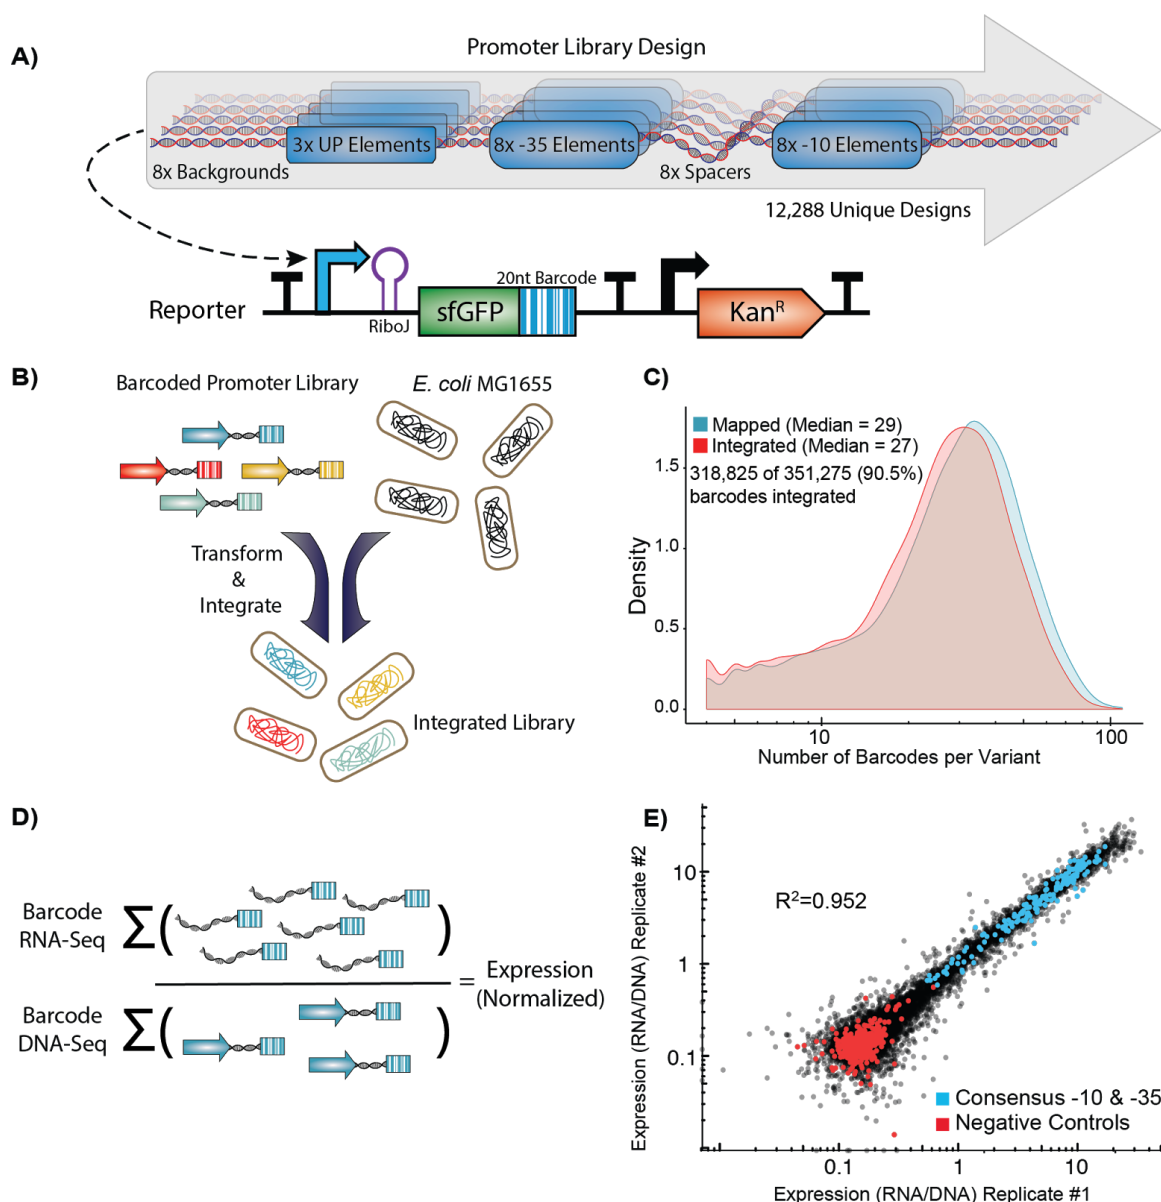 A)
Promoter Library Design
3x UP Elements
8x -35 Elements
8x -10 Elements
8x Backgrounds
8x Spacers
12,288 Unique Designs
Reporter
RiboJ
sfGFP
20nt Barcode
Kan^R
B)
Barcoded Promoter Library
E. coli MG1655
Transform
&
Integrate
Integrated Library
C)
Mapped (Median = 29)
Integrated (Median = 27)
318,825 of 351,275 (90.5%)
barcodes integrated
Density
1.5
1.0
0.5
0.0
10
100
Number of Barcodes per Variant
D)
Barcode
RNA-Seq
Σ(
)
Barcode
DNA-Seq
Σ(
)
= Expression
(Normalized)
E)
Expression (RNA/DNA) Replicate #2
10
1
0.1
R²=0.952
Consensus -10 & -35
Negative Controls
0.1
1
10
Expression (RNA/DNA) Replicate #1